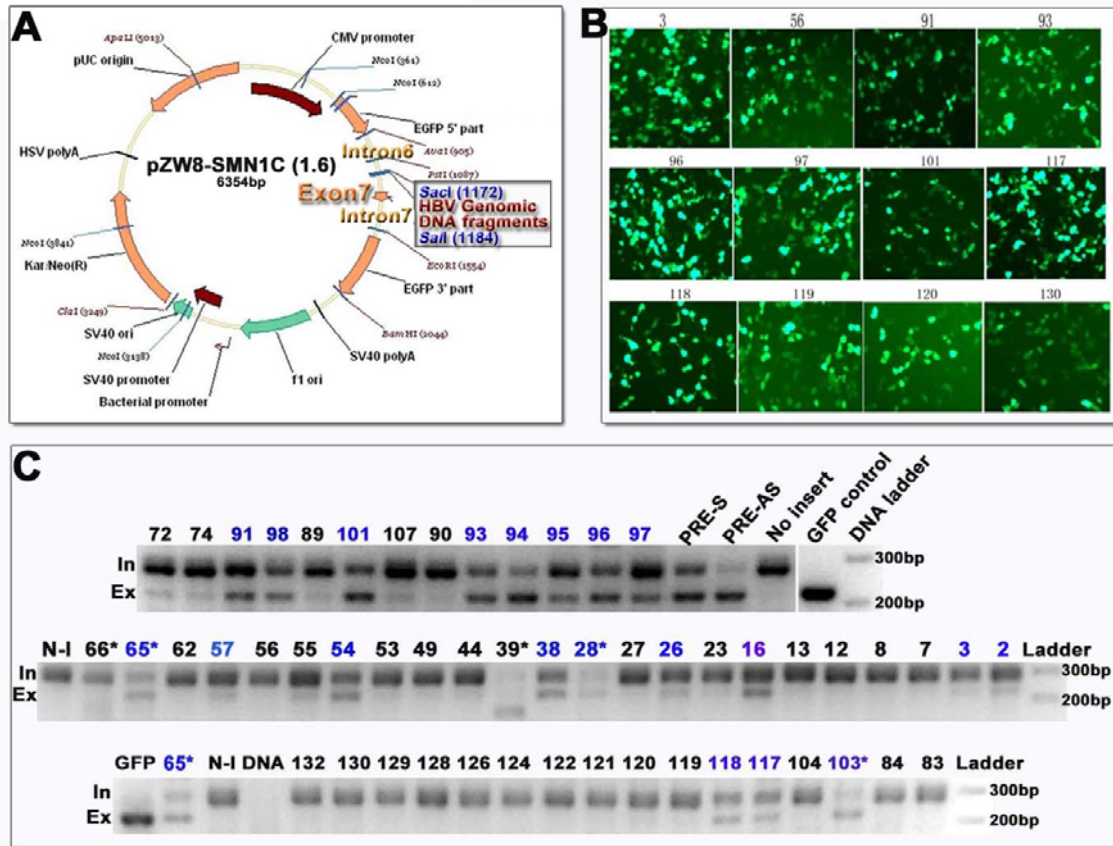 A
ApaLI (5013)
CMV promoter
pUC origin
NcoI (361)
NcoI (612)
EGFP 5' part
HSV polyA
Intron6
AvaI (905)
pZW8-SMN1C (1.6)
6354bp
PstI (1087)
Exon7
SacI (1172)
HBV Genomic
DNA fragments
SalI (1184)
Intron7
NcoI (3841)
Kar/Neo(R)
EcoRI (1554)
EGFP 3' part
ClaI (3249)
SV40 ori
BamHI (2044)
NcoI (3138)
SV40 polyA
SV40 promoter
f1 ori
Bacterial promoter
B
3 56 91 93
96 97 101 117
118 119 120 130
C
72 74 91 98 89 101 107 90 93 94 95 96 97 PRE-S PRE-AS No insert GFP control DNA ladder
In 300bp
Ex 200bp
N-I 66* 65* 62 57 56 55 54 53 49 44 39* 38 28* 27 26 23 16 13 12 8 7 3 2 Ladder
In 300bp
Ex 200bp
GFP 65* N-I DNA 132 130 129 128 126 124 122 121 120 119 118 117 104 103* 84 83 Ladder
In 300bp
Ex 200bp